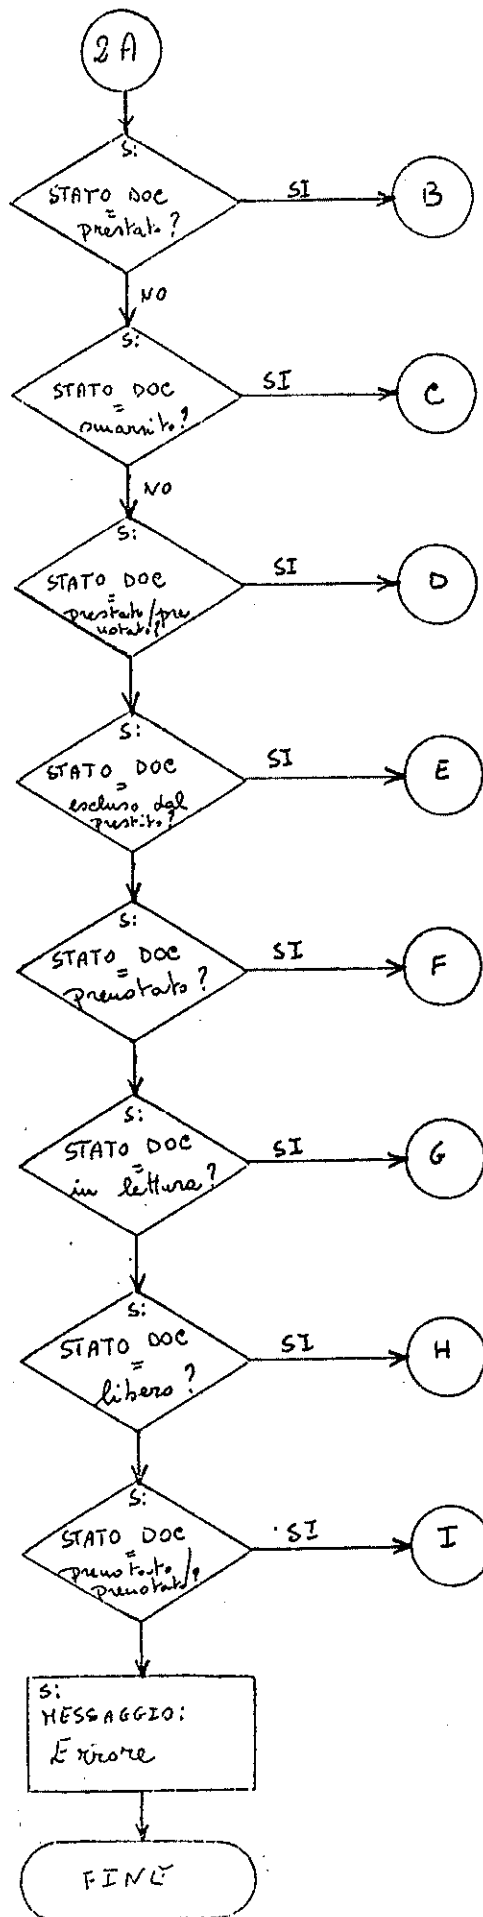 2A
S:
STATO DOC
=
prestato?
SI
B
NO
S:
STATO DOC
=
smarrito?
SI
C
NO
S:
STATO DOC
=
prestato/pre
notato?
SI
D
S:
STATO DOC
=
escluso dal
prestito?
SI
E
S:
STATO DOC
=
prenotato?
SI
F
S:
STATO DOC
=
in lettura?
SI
G
S:
STATO DOC
=
libero?
SI
H
S:
STATO DOC
=
prenotato/
prenotato?
SI
I
S:
MESSAGGIO:
Errore
FINE